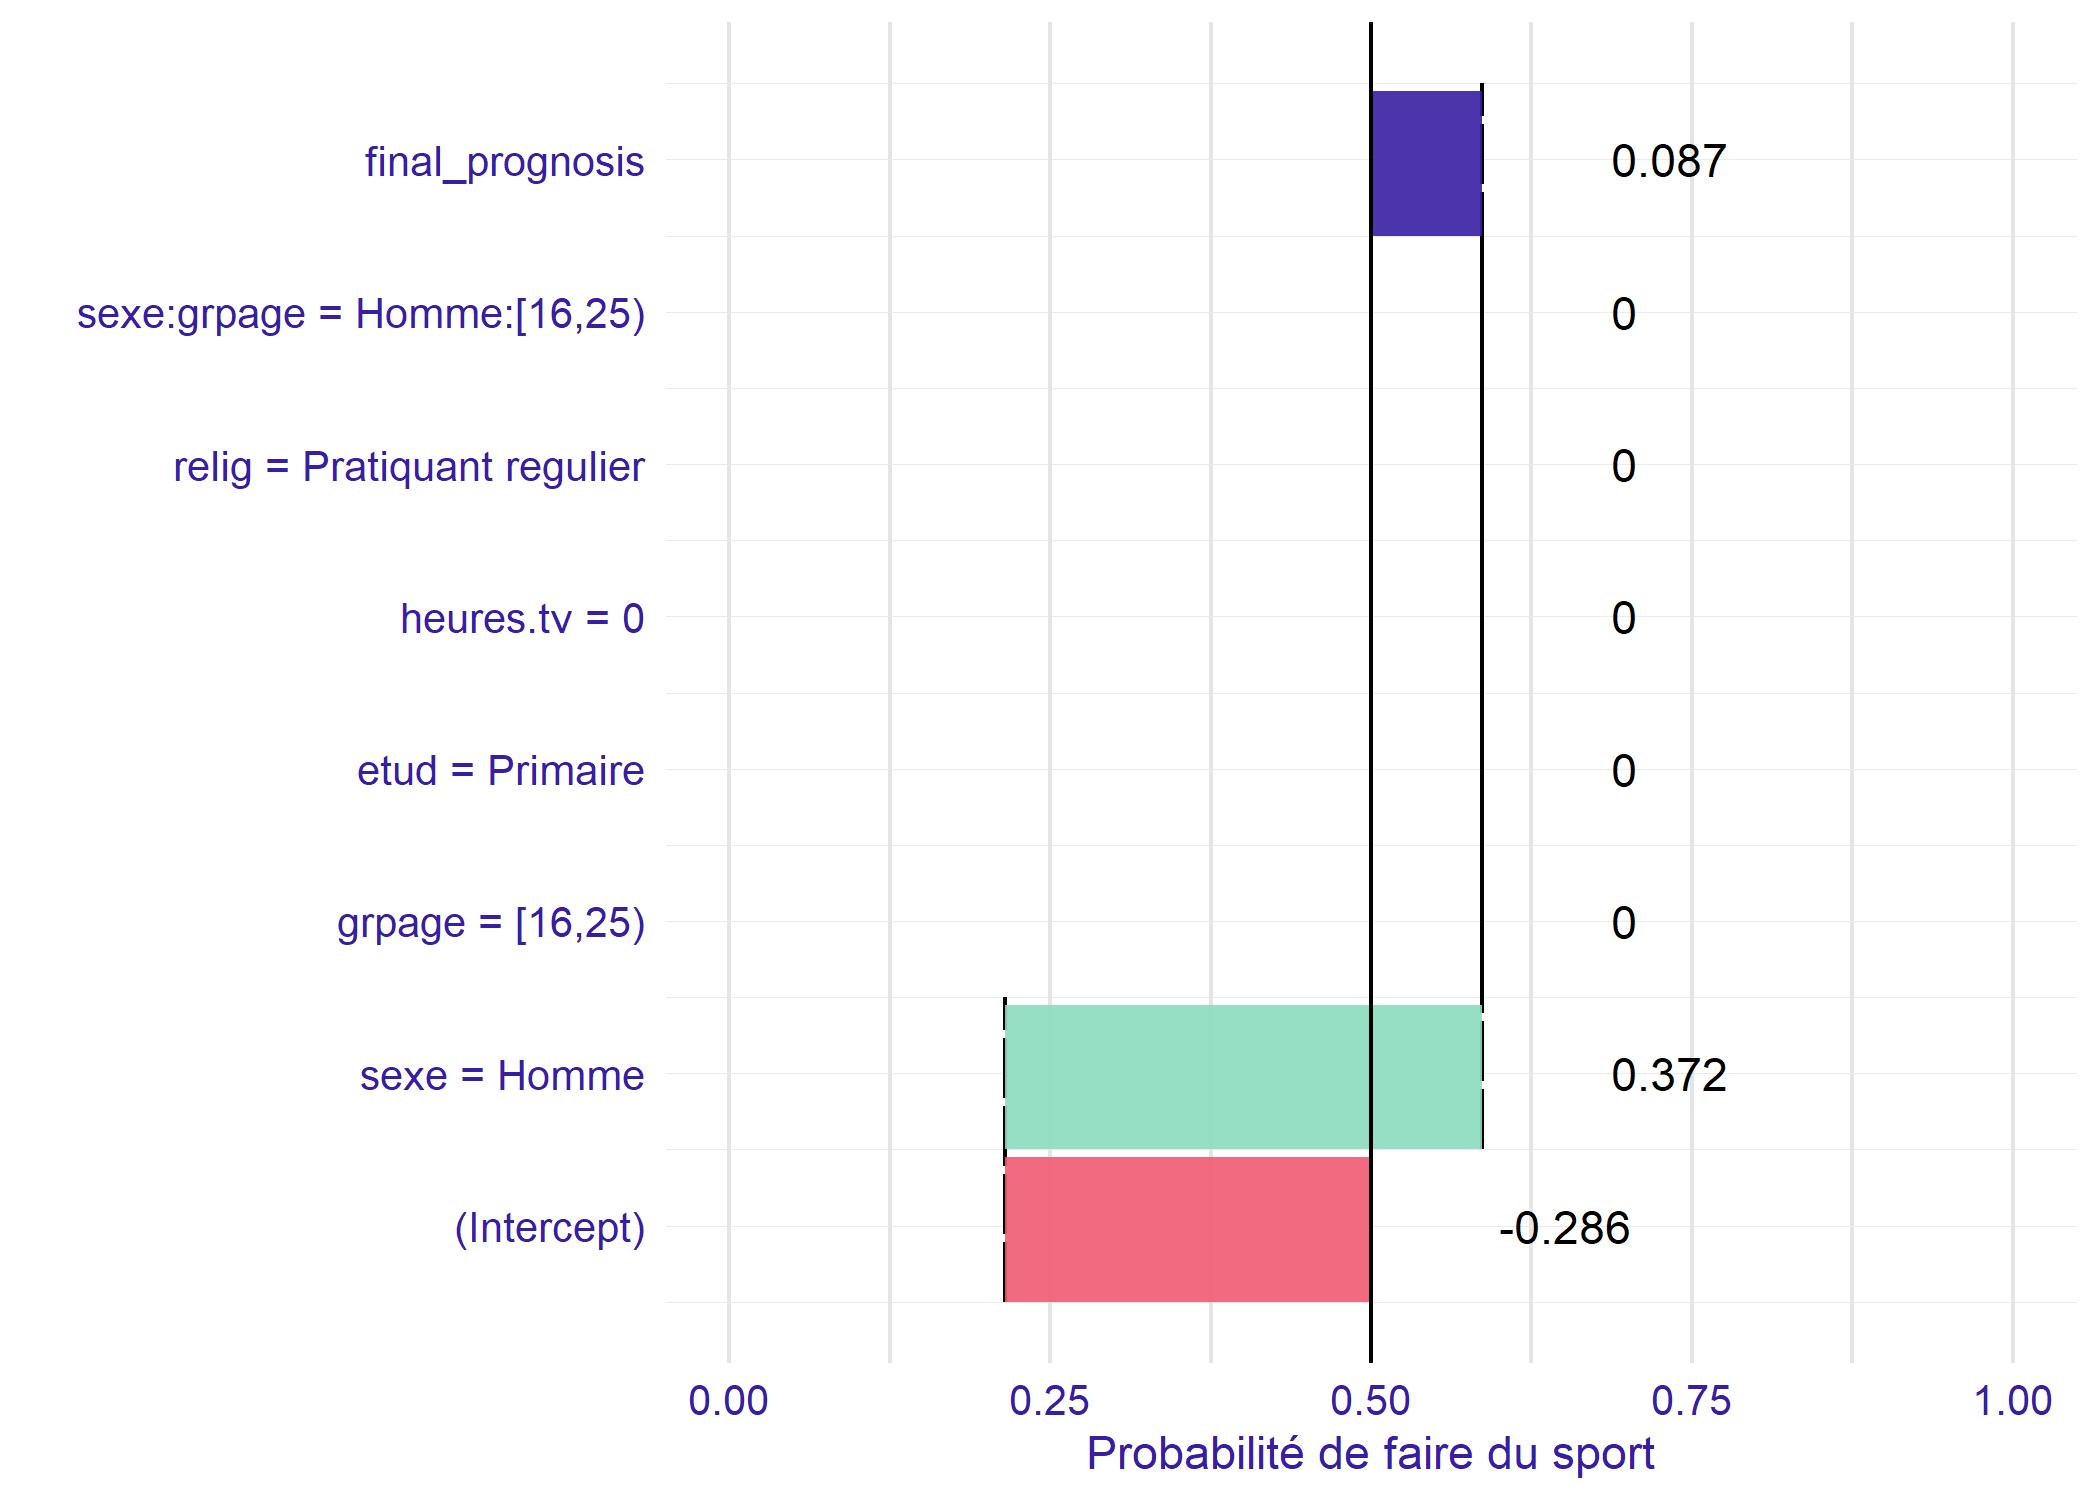 final_prognosis 0.087
sexe:grpage = Homme:[16,25) 0
relig = Pratiquant regulier 0
heures.tv = 0 0
etud = Primaire 0
grpage = [16,25) 0
sexe = Homme 0.372
(Intercept) -0.286
0.00 0.25 0.50 0.75 1.00
Probabilité de faire du sport